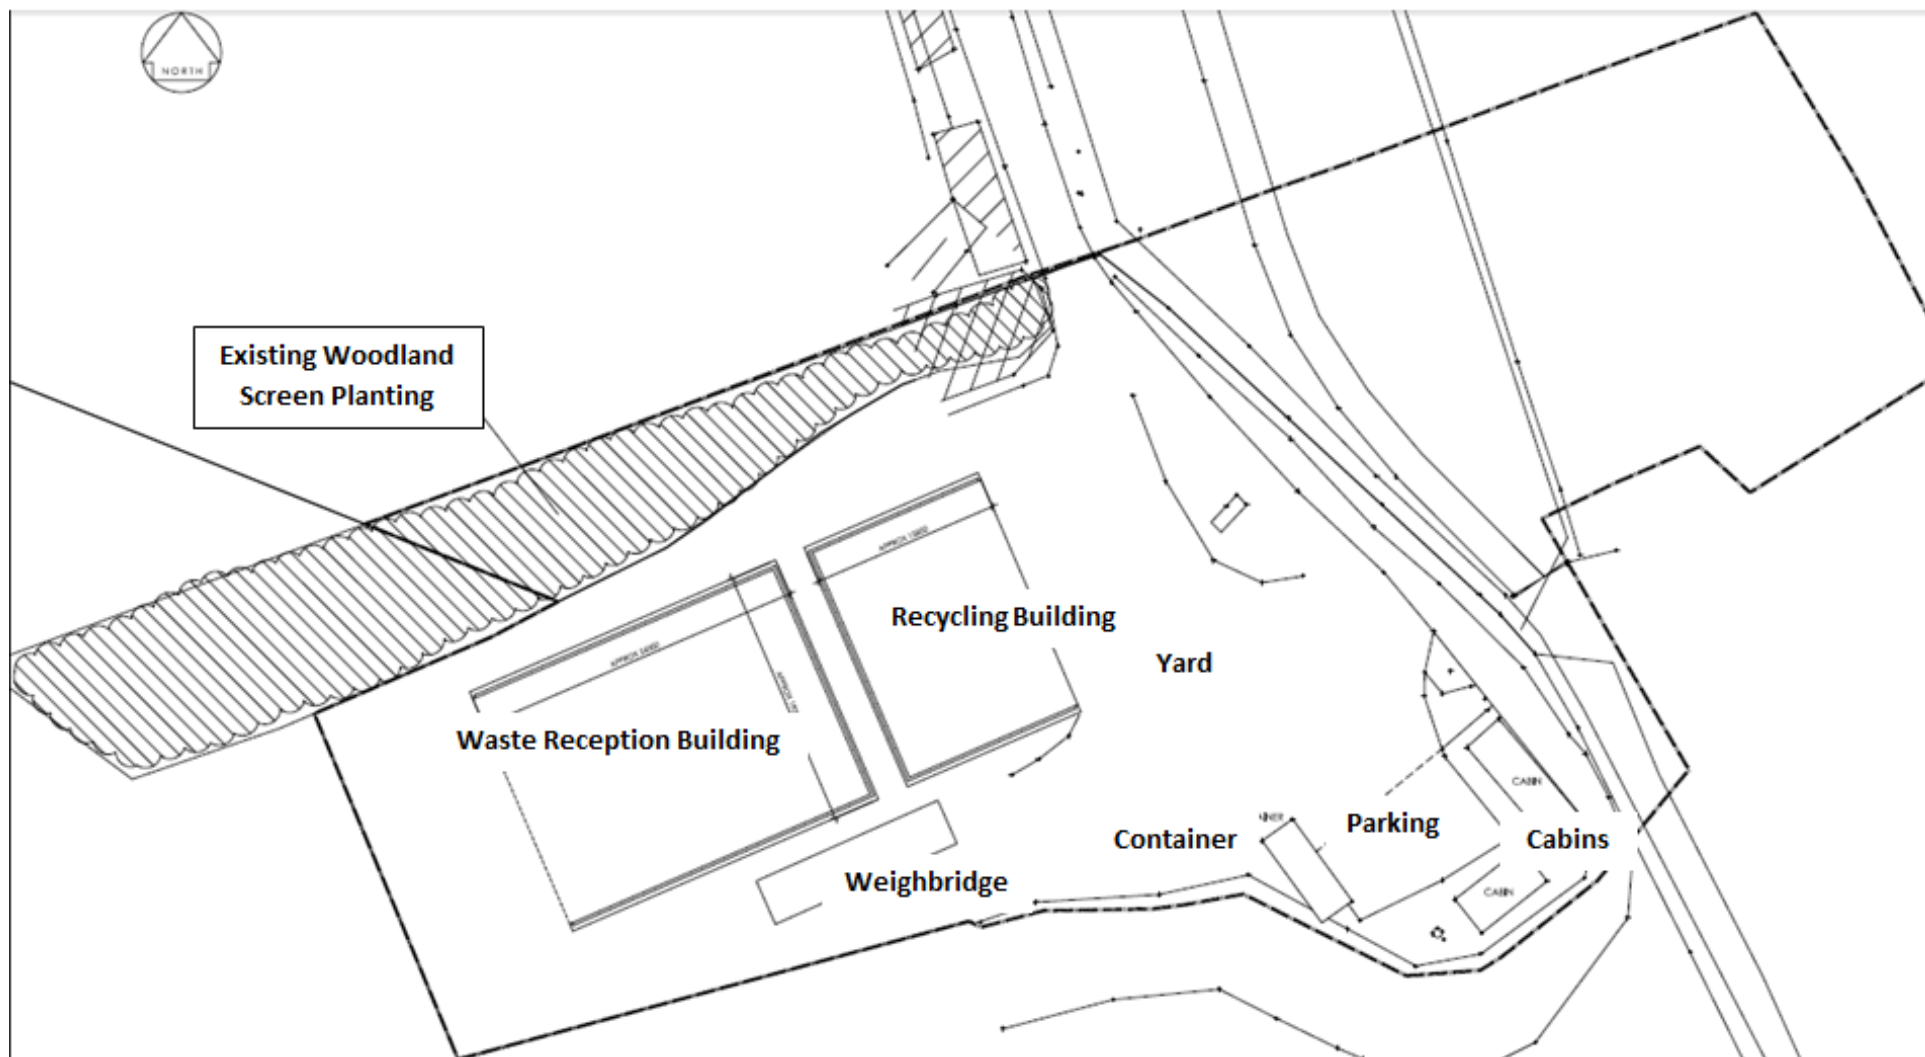 NORTH
Existing Woodland
Screen Planting
Recycling Building
Yard
Waste Reception Building
CABIN
Container
Parking
Cabins
Weighbridge
CABIN